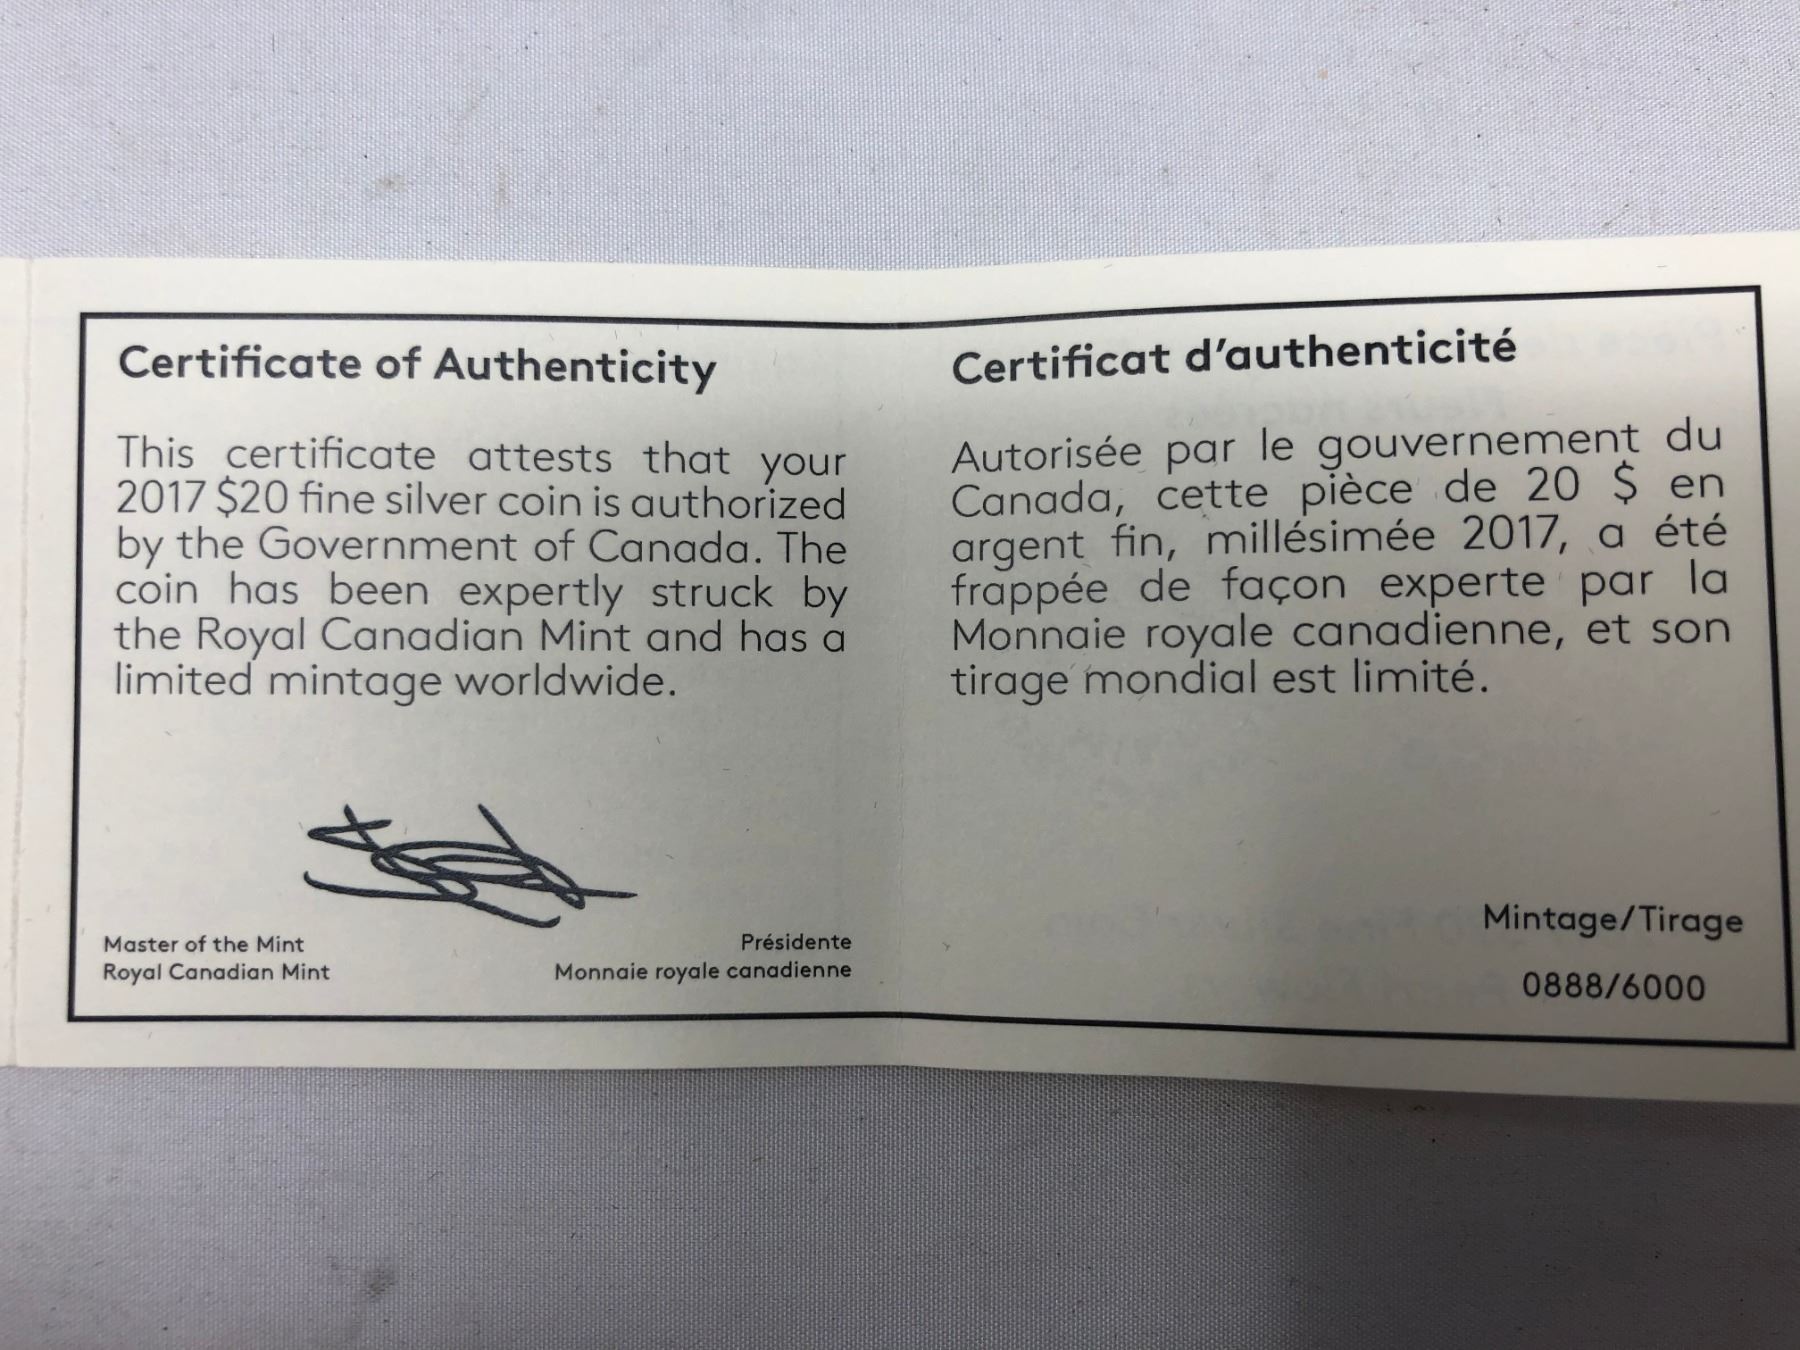 Certificate of Authenticity
This certificate attests that your
2017 $20 fine silver coin is authorized
by the Government of Canada. The
coin has been expertly struck by
the Royal Canadian Mint and has a
limited mintage worldwide.
Master of the Mint
Royal Canadian Mint
Présidente
Monnaie royale canadienne
Certificat d'authenticité
Autorisée par le gouvernement du
Canada, cette pièce de 20 $ en
argent fin, millésimée 2017, a été
frappée de façon experte par la
Monnaie royale canadienne, et son
tirage mondial est limité.
Mintage/Tirage
0888/6000